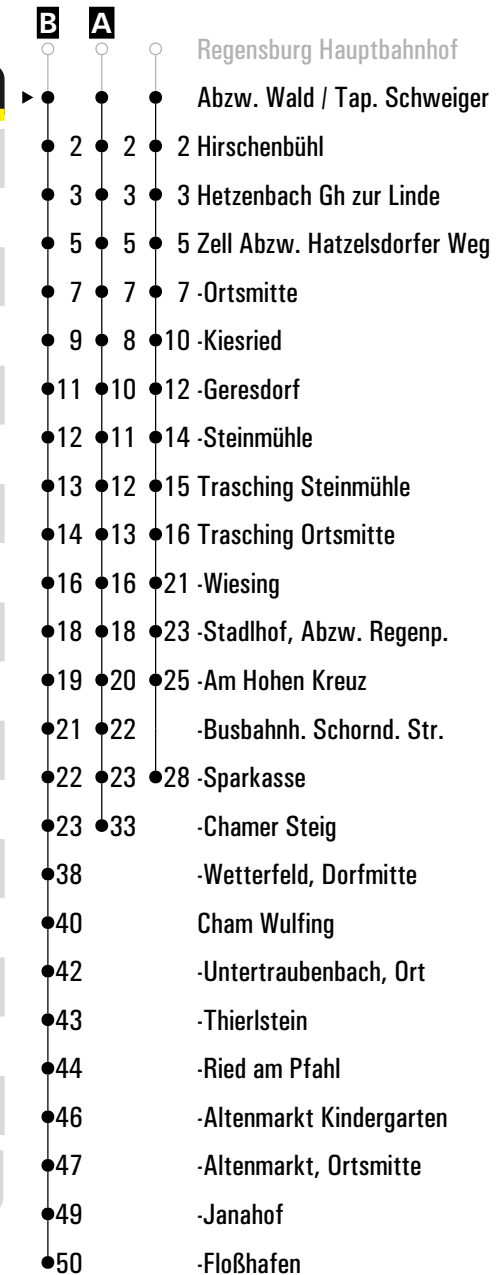 B A
Regensburg Hauptbahnhof
Abzw. Wald / Tap. Schweiger
2 2 2 Hirschenbühl
3 3 3 Hetzenbach Gh zur Linde
5 5 5 Zell Abzw. Hatzelsdorfer Weg
7 7 7 -Ortsmitte
9 8 10 -Kiesried
11 10 12 -Geresdorf
12 11 14 -Steinmühle
13 12 15 Trasching Steinmühle
14 13 16 Trasching Ortsmitte
16 16 21 -Wiesing
18 18 23 -Stadlhof, Abzw. Regenp.
19 20 25 -Am Hohen Kreuz
21 22 -Busbahnh. Schornd. Str.
22 23 28 -Sparkasse
23 33 -Chamer Steig
38 -Wetterfeld, Dorfmitte
40 Cham Wulfing
42 -Untertraubenbach, Ort
43 -Thierlstein
44 -Ried am Pfahl
46 -Altenmarkt Kindergarten
47 -Altenmarkt, Ortsmitte
49 -Janahof
50 -Floßhafen